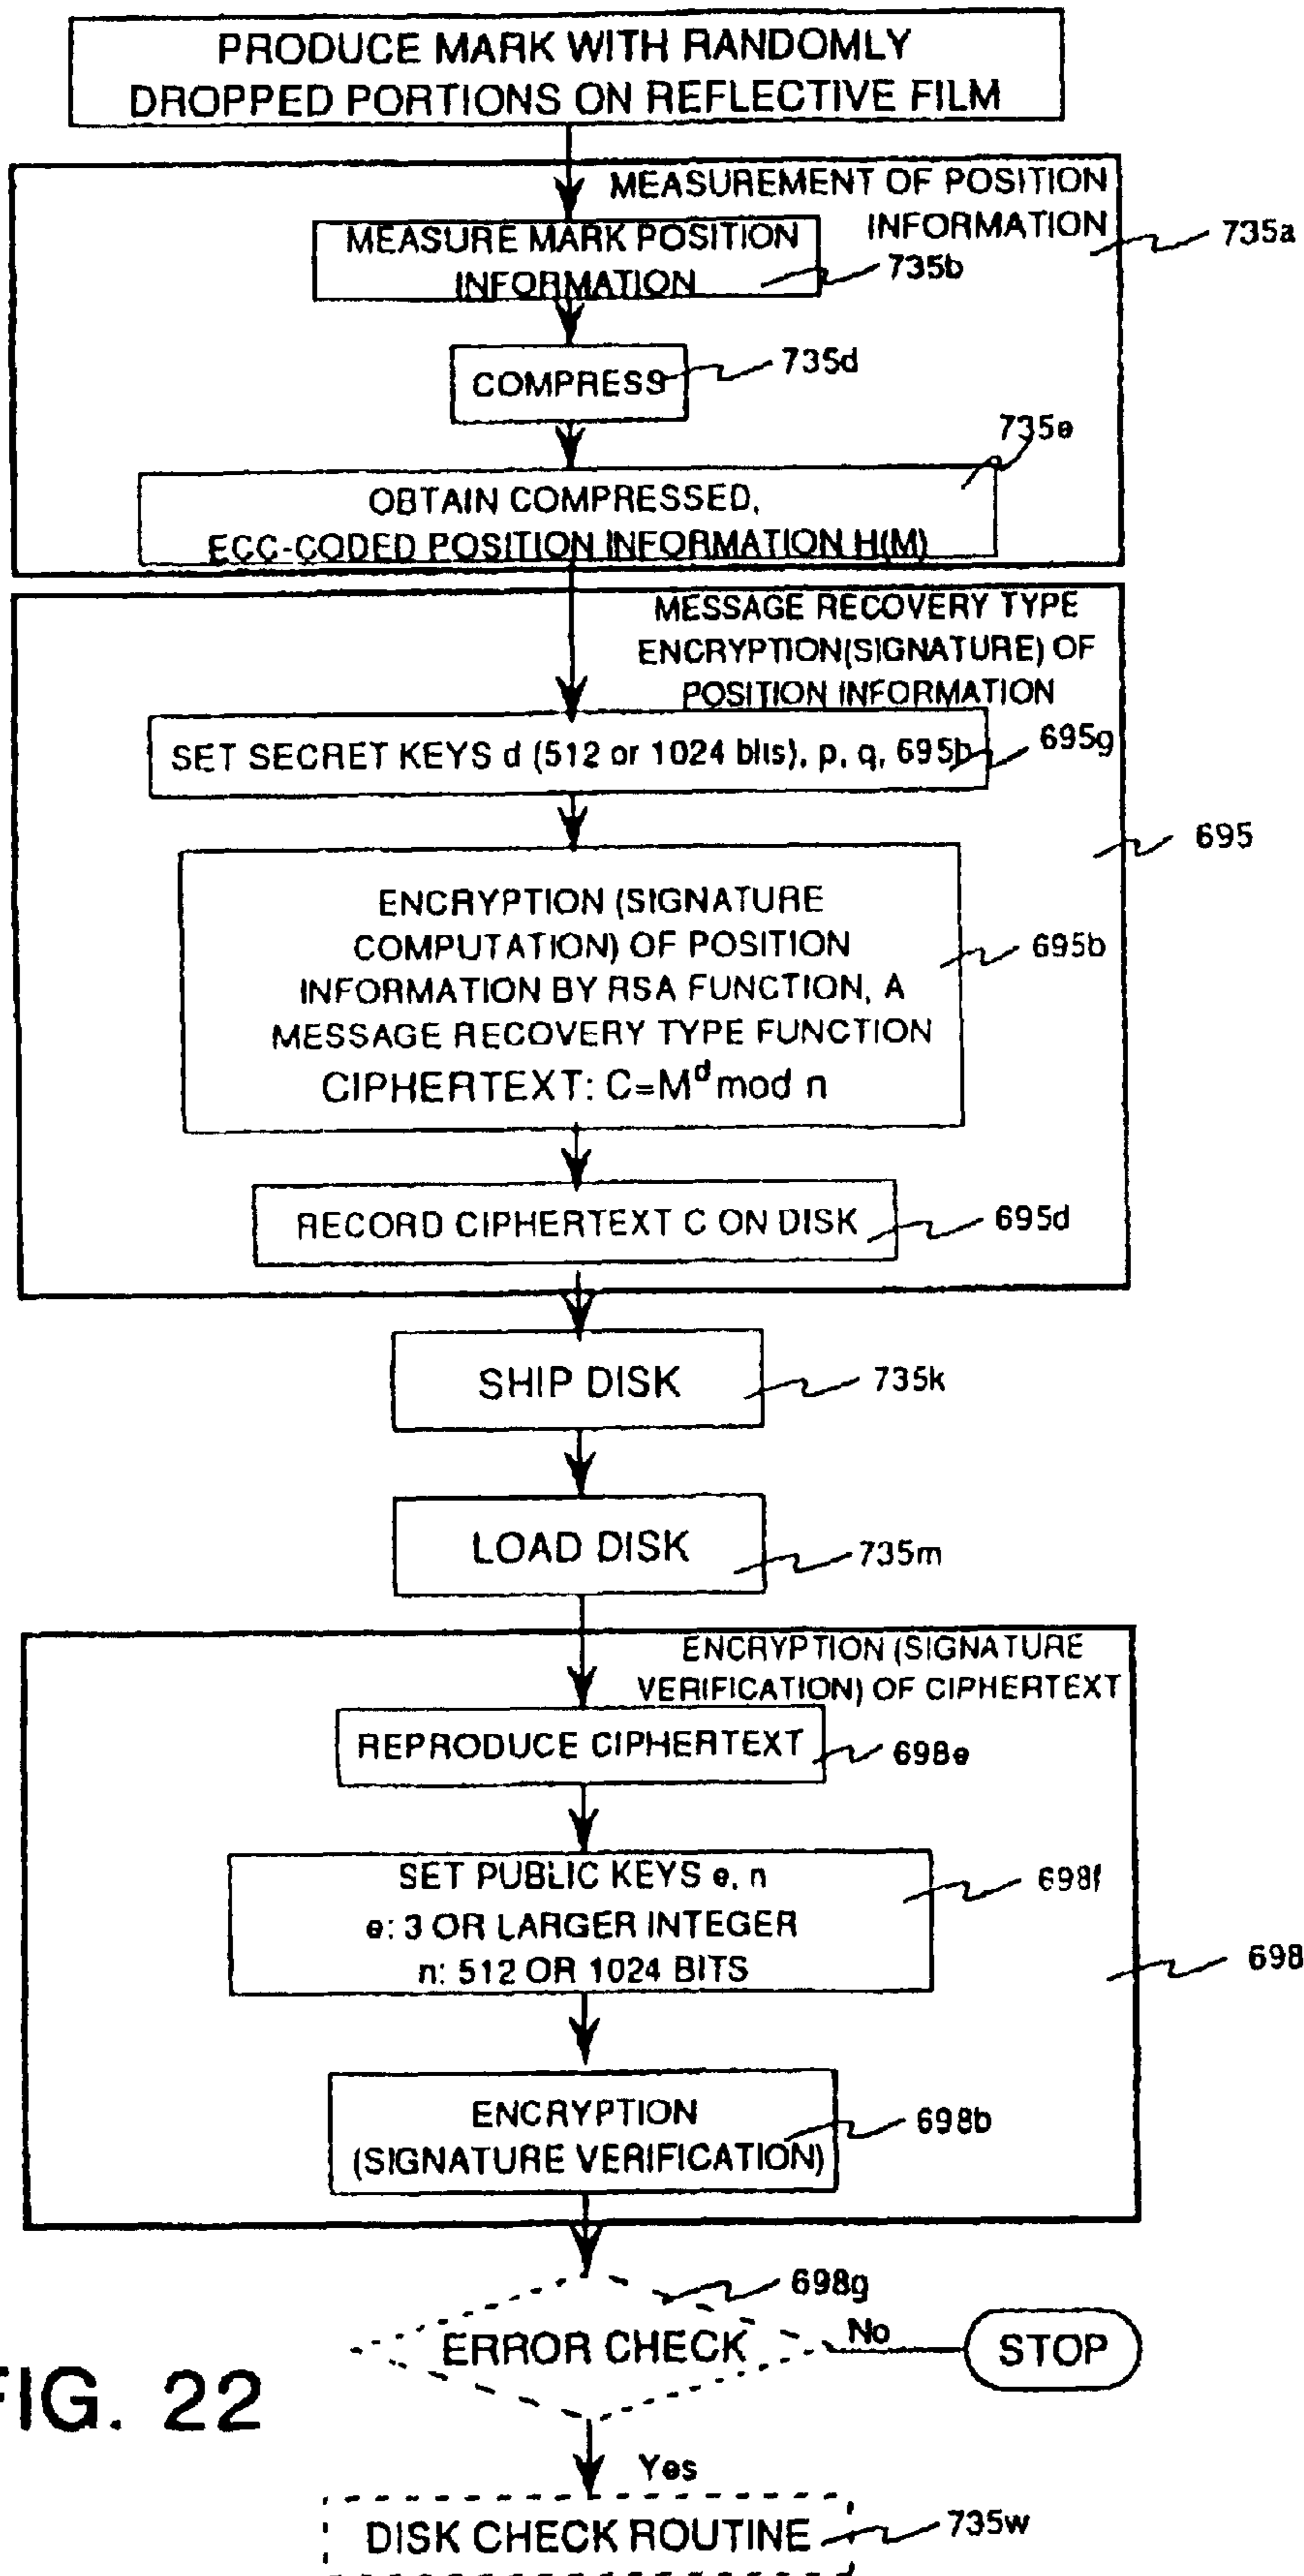 PRODUCE MARK WITH RANDOMLY
DROPPED PORTIONS ON REFLECTIVE FILM
MEASUREMENT OF POSITION
INFORMATION
735a
MEASURE MARK POSITION
INFORMATION
735b
COMPRESS
735d
735e
OBTAIN COMPRESSED,
ECC-CODED POSITION INFORMATION H(M)
MESSAGE RECOVERY TYPE
ENCRYPTION(SIGNATURE) OF
POSITION INFORMATION
SET SECRET KEYS d (512 or 1024 bits), p, q, 695b
695g
695
ENCRYPTION (SIGNATURE
COMPUTATION) OF POSITION
INFORMATION BY RSA FUNCTION, A
MESSAGE RECOVERY TYPE FUNCTION
CIPHERTEXT: C=M^d mod n
695b
RECORD CIPHERTEXT C ON DISK
695d
SHIP DISK
735k
LOAD DISK
735m
ENCRYPTION (SIGNATURE
VERIFICATION) OF CIPHERTEXT
REPRODUCE CIPHERTEXT
698e
SET PUBLIC KEYS e, n
e: 3 OR LARGER INTEGER
n: 512 OR 1024 BITS
698f
698
ENCRYPTION
(SIGNATURE VERIFICATION)
698b
698g
ERROR CHECK
No
STOP
FIG. 22
Yes
DISK CHECK ROUTINE
735w